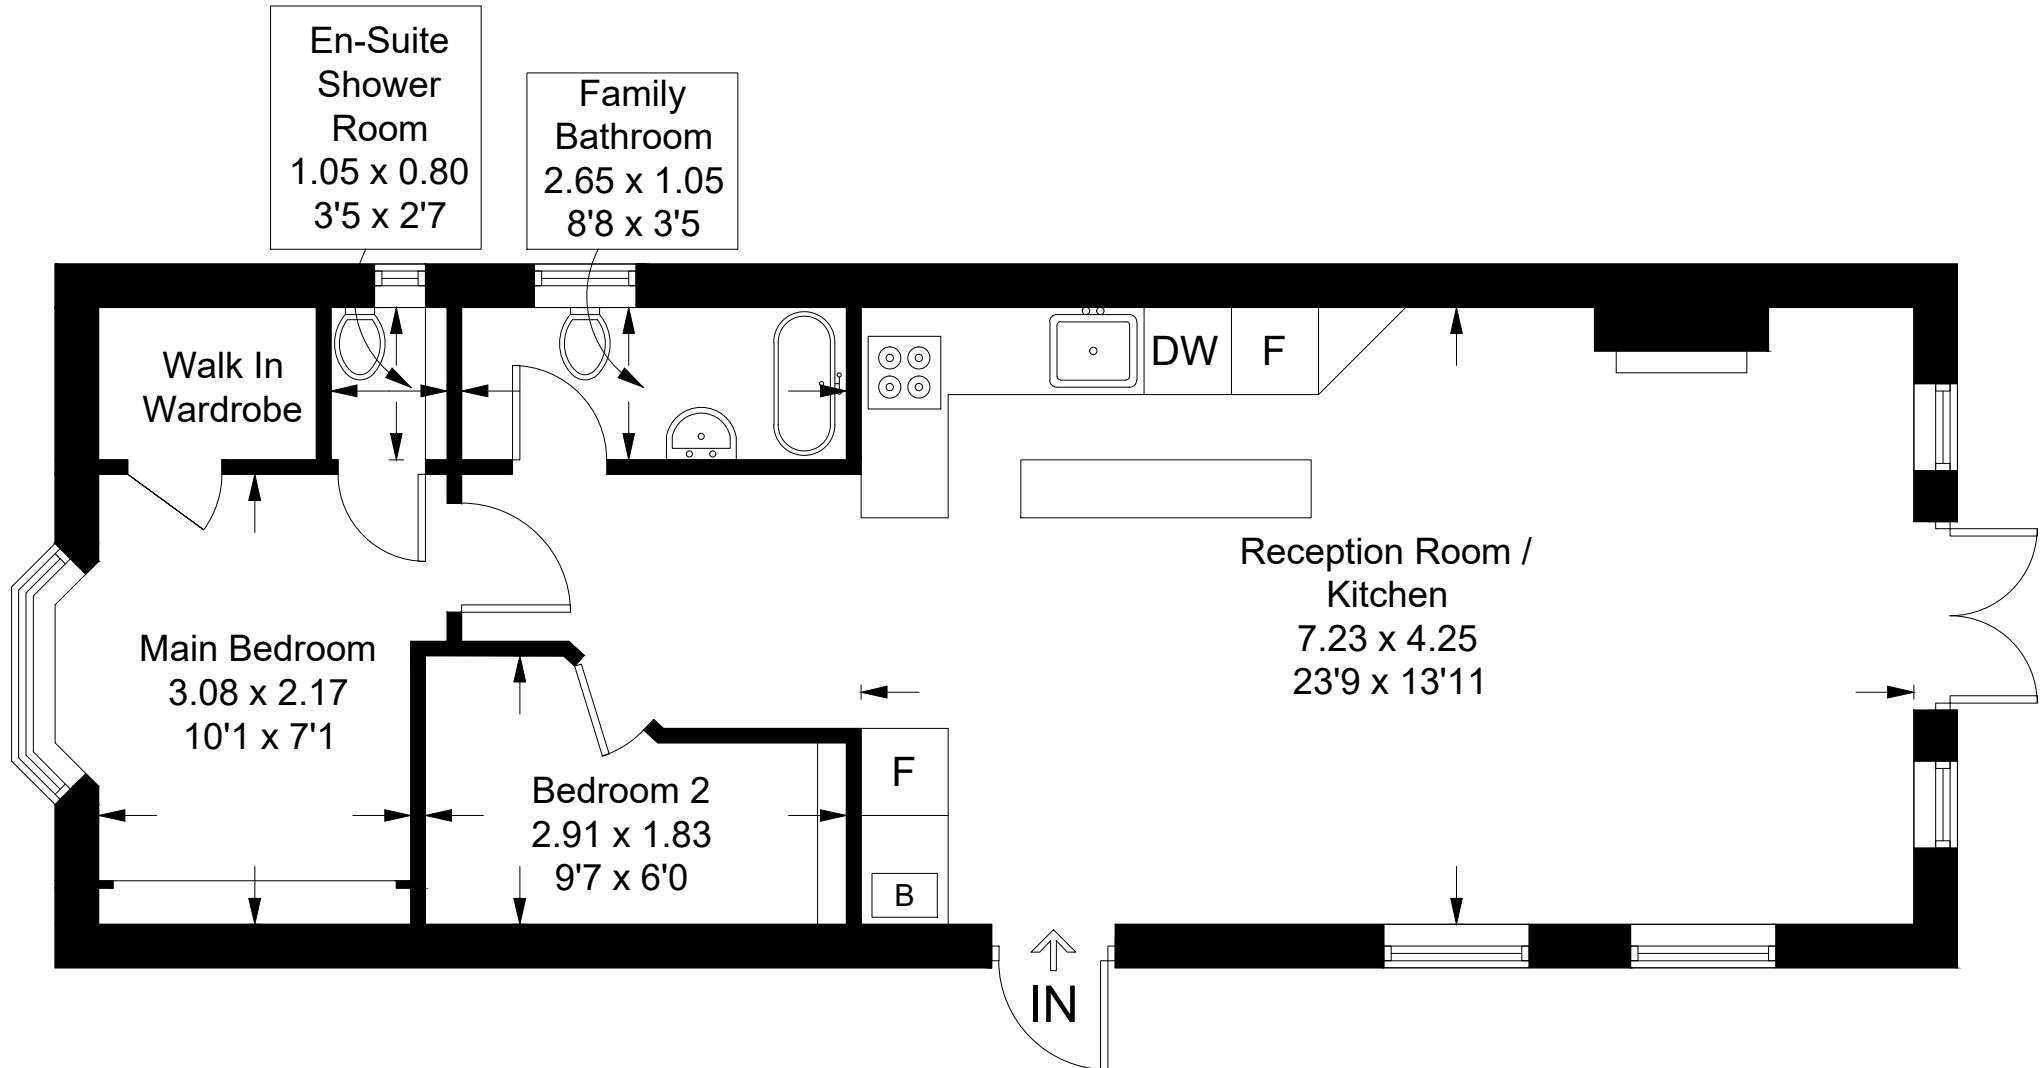 En-Suite
Shower
Room
1.05 x 0.80
3'5 x 2'7
Family
Bathroom
2.65 x 1.05
8'8 x 3'5
Walk In
Wardrobe
DW
F
Reception Room /
Kitchen
7.23 x 4.25
23'9 x 13'11
Main Bedroom
3.08 x 2.17
10'1 x 7'1
Bedroom 2
2.91 x 1.83
9'7 x 6'0
F
B
IN